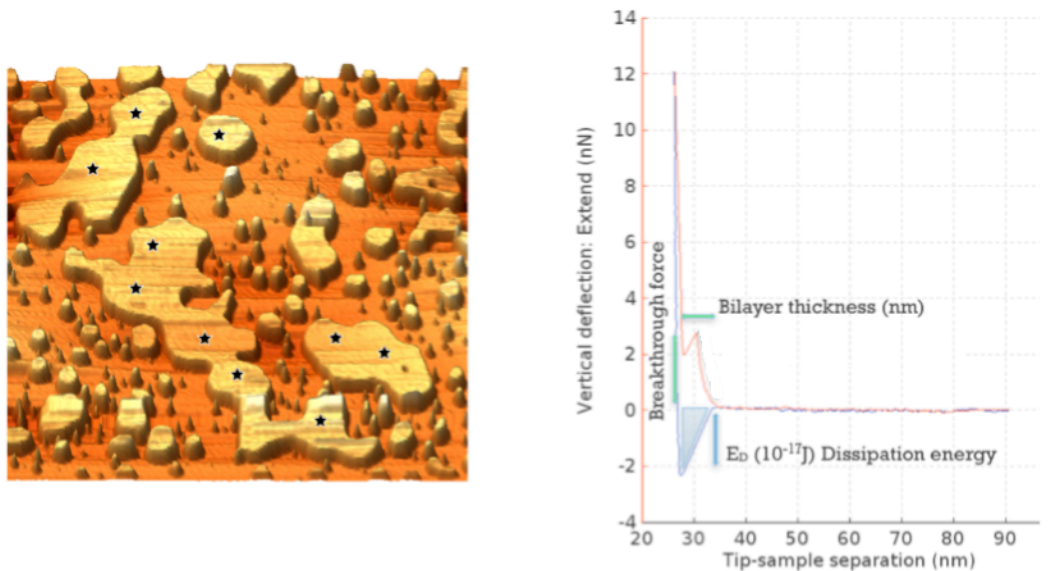 14
12
10
8
6
4
2
0
-2
-4
20 30 40 50 60 70 80 90
Vertical deflection: Extend (nN)
Breakthrough force
Bilayer thickness (nm)
E_D (10^-17J) Dissipation energy
Tip-sample separation (nm)